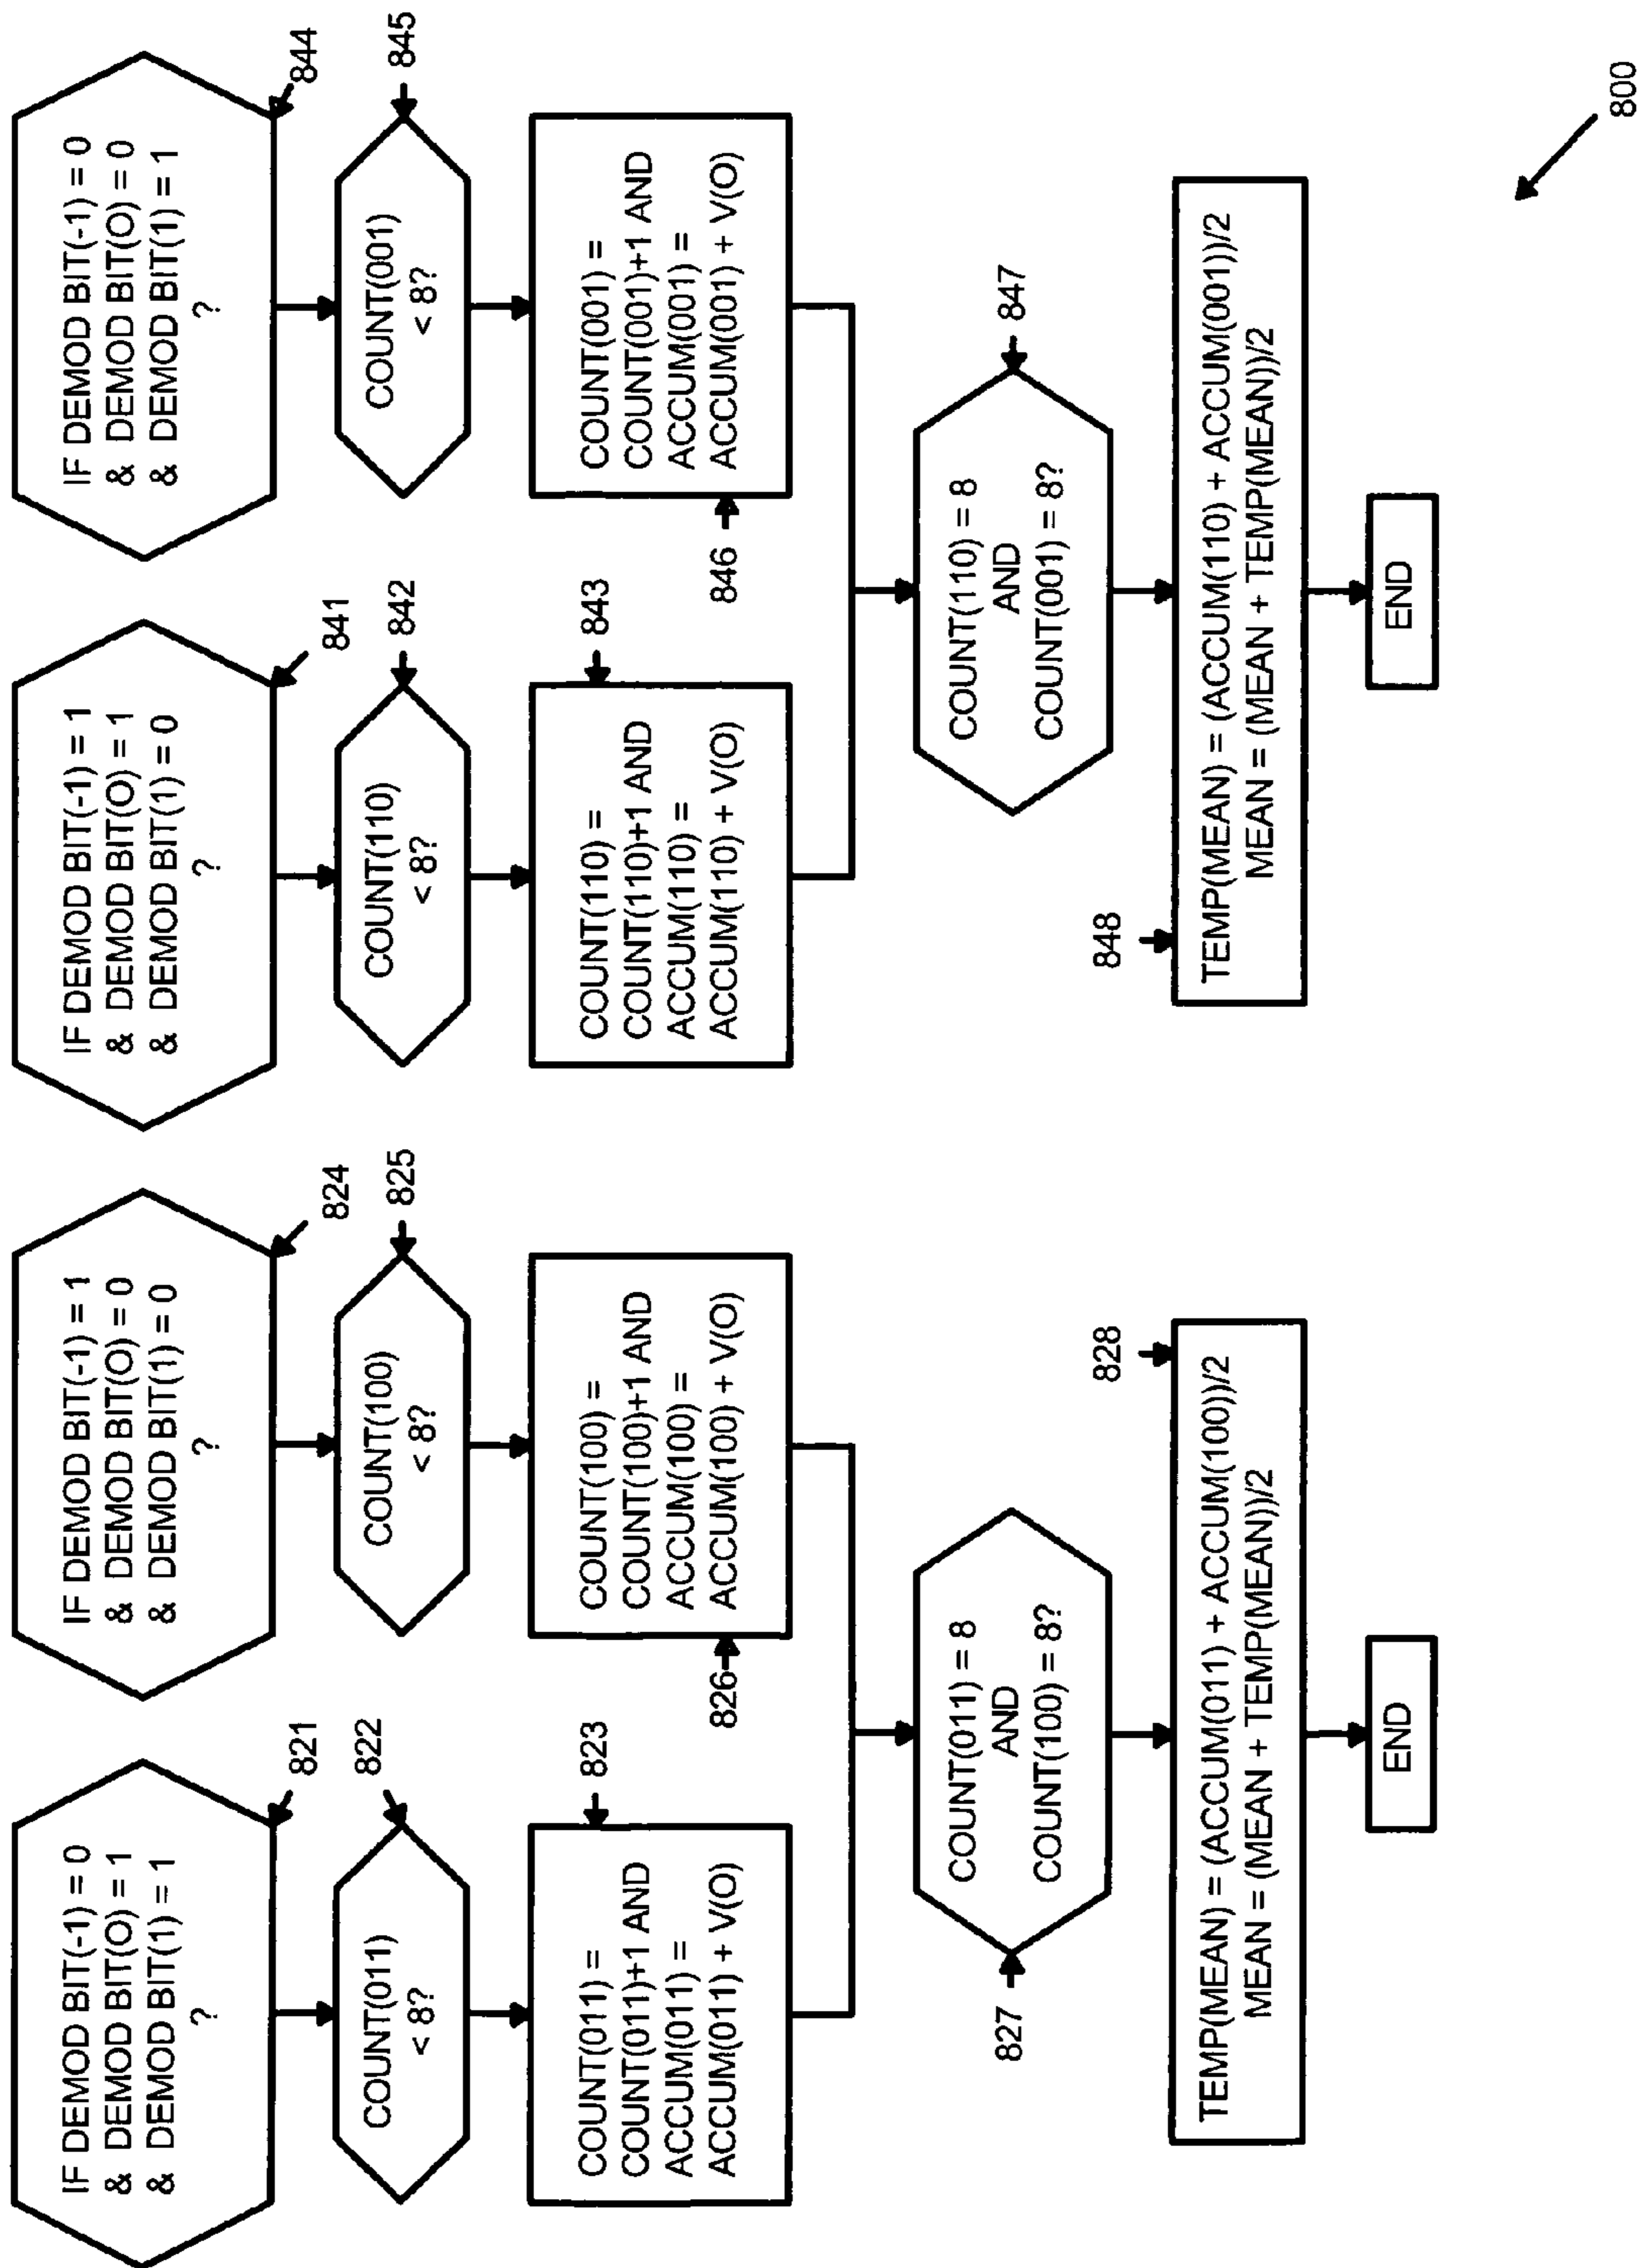 IF DEMOD BIT(-1) = 0
& DEMOD BIT(O) = 1
& DEMOD BIT(1) = 1
?
821
COUNT(011)
< 8?
822
COUNT(011) =
COUNT(011)+1 AND
ACCUM(011) =
ACCUM(011) + V(O)
823
IF DEMOD BIT(-1) = 1
& DEMOD BIT(O) = 0
& DEMOD BIT(1) = 0
?
824
COUNT(100)
< 8?
825
COUNT(100) =
COUNT(100)+1 AND
ACCUM(100) =
ACCUM(100) + V(O)
826
COUNT(011) = 8
AND
COUNT(100) = 8?
827
TEMP(MEAN) = (ACCUM(011) + ACCUM(100))/2
MEAN = (MEAN + TEMP(MEAN))/2
828
END
IF DEMOD BIT(-1) = 1
& DEMOD BIT(O) = 1
& DEMOD BIT(1) = 0
?
841
COUNT(110)
< 8?
842
COUNT(110) =
COUNT(110)+1 AND
ACCUM(110) =
ACCUM(110) + V(O)
843
IF DEMOD BIT(-1) = 0
& DEMOD BIT(O) = 0
& DEMOD BIT(1) = 1
?
844
COUNT(001)
< 8?
845
COUNT(001) =
COUNT(001)+1 AND
ACCUM(001) =
ACCUM(001) + V(O)
846
COUNT(110) = 8
AND
COUNT(001) = 8?
847
TEMP(MEAN) = (ACCUM(110) + ACCUM(001))/2
MEAN = (MEAN + TEMP(MEAN))/2
848
END
800